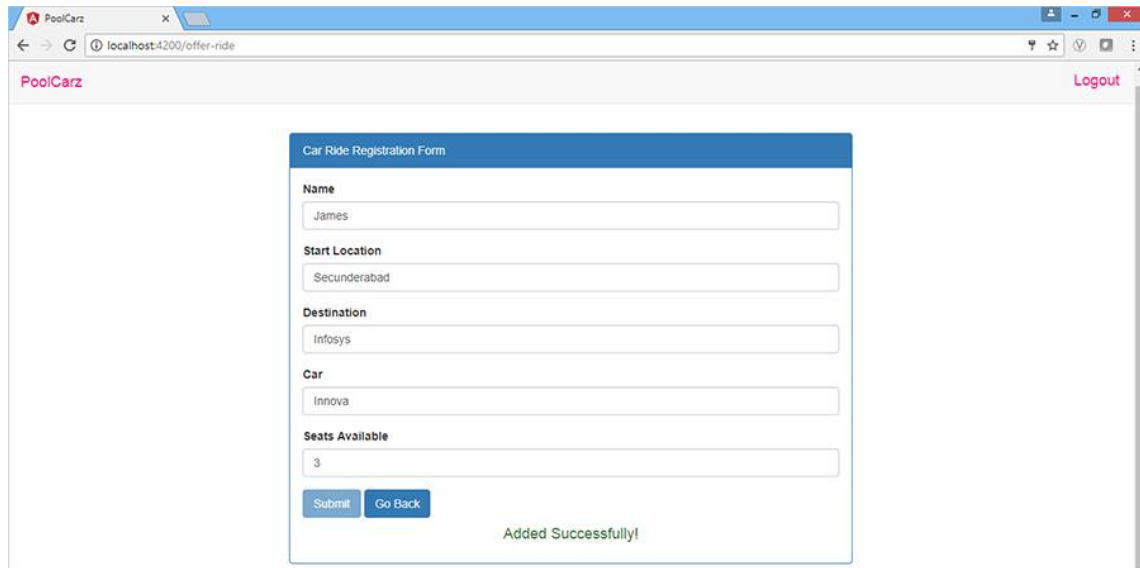 PoolCarz
localhost:4200/offer-ride
PoolCarz
Logout
Car Ride Registration Form
Name
James
Start Location
Secunderabad
Destination
Infosys
Car
Innova
Seats Available
3
Submit
Go Back
Added Successfully!